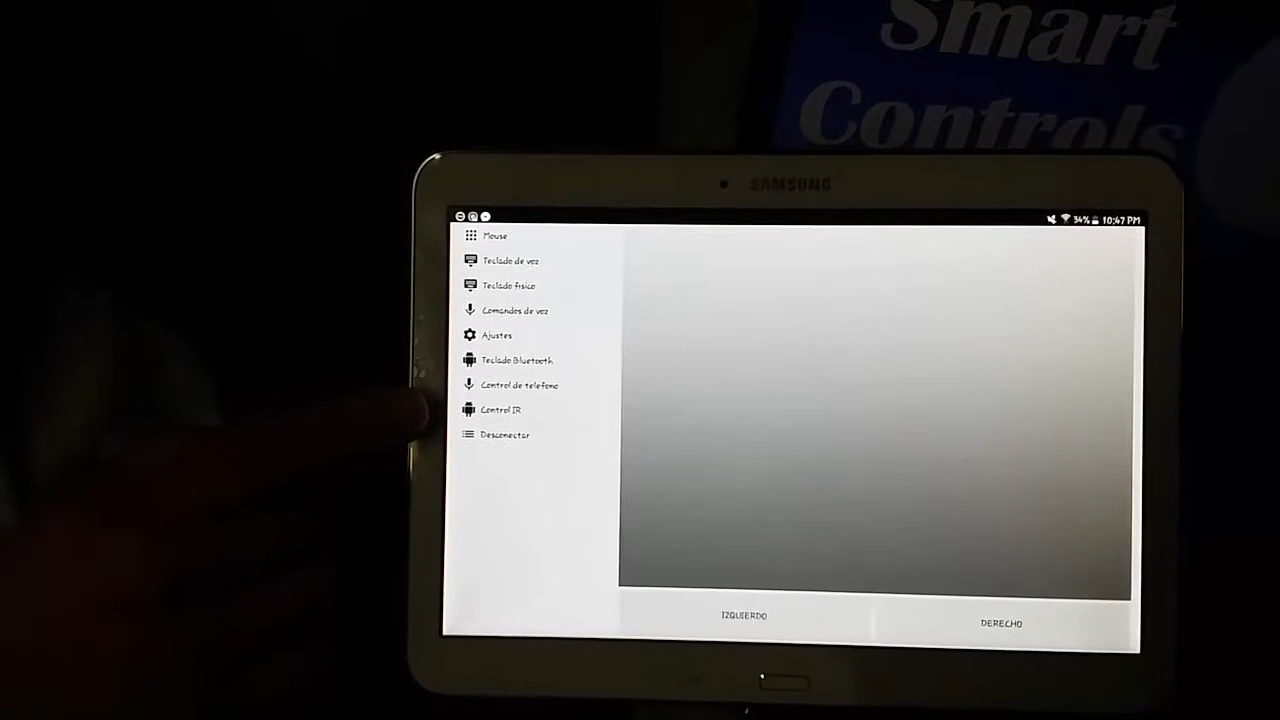 Smart
Controls
SAMSUNG
34% 10:47 PM
Mouse
Teclado de voz
Teclado fisico
Comandos de voz
Ajustes
Teclado Bluetooth
Control de telefono
Control IR
Desconectar
IZQUIERDO
DERECHO